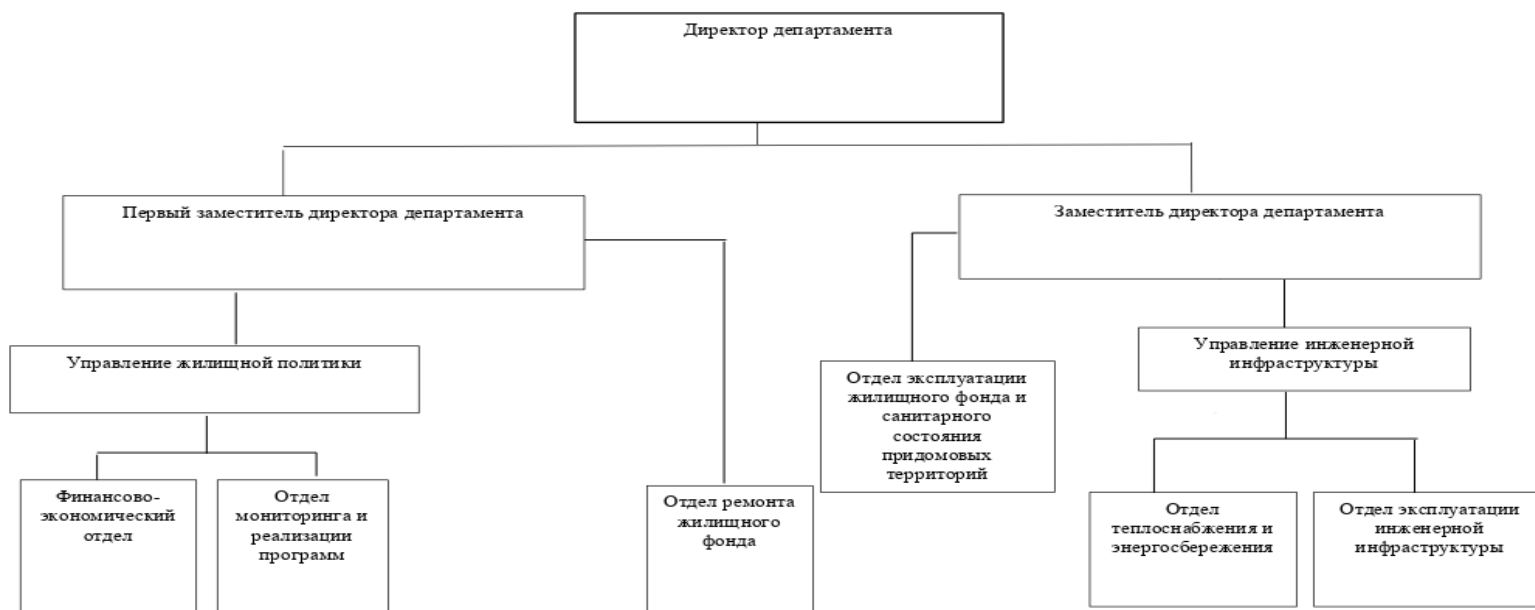 Директор департамента
Первый заместитель директора департамента
Заместитель директора департамента
Управление жилищной политики
Отдел эксплуатации
жилищного фонда и
санитарного
состояния
придомовых
территорий
Управление инженерной
инфраструктуры
Финансово-
экономический
отдел
Отдел
мониторинга и
реализации
программ
Отдел ремонта
жилищного
фонда
Отдел
теплоснабжения и
энергосбережения
Отдел эксплуатации
инженерной
инфраструктуры